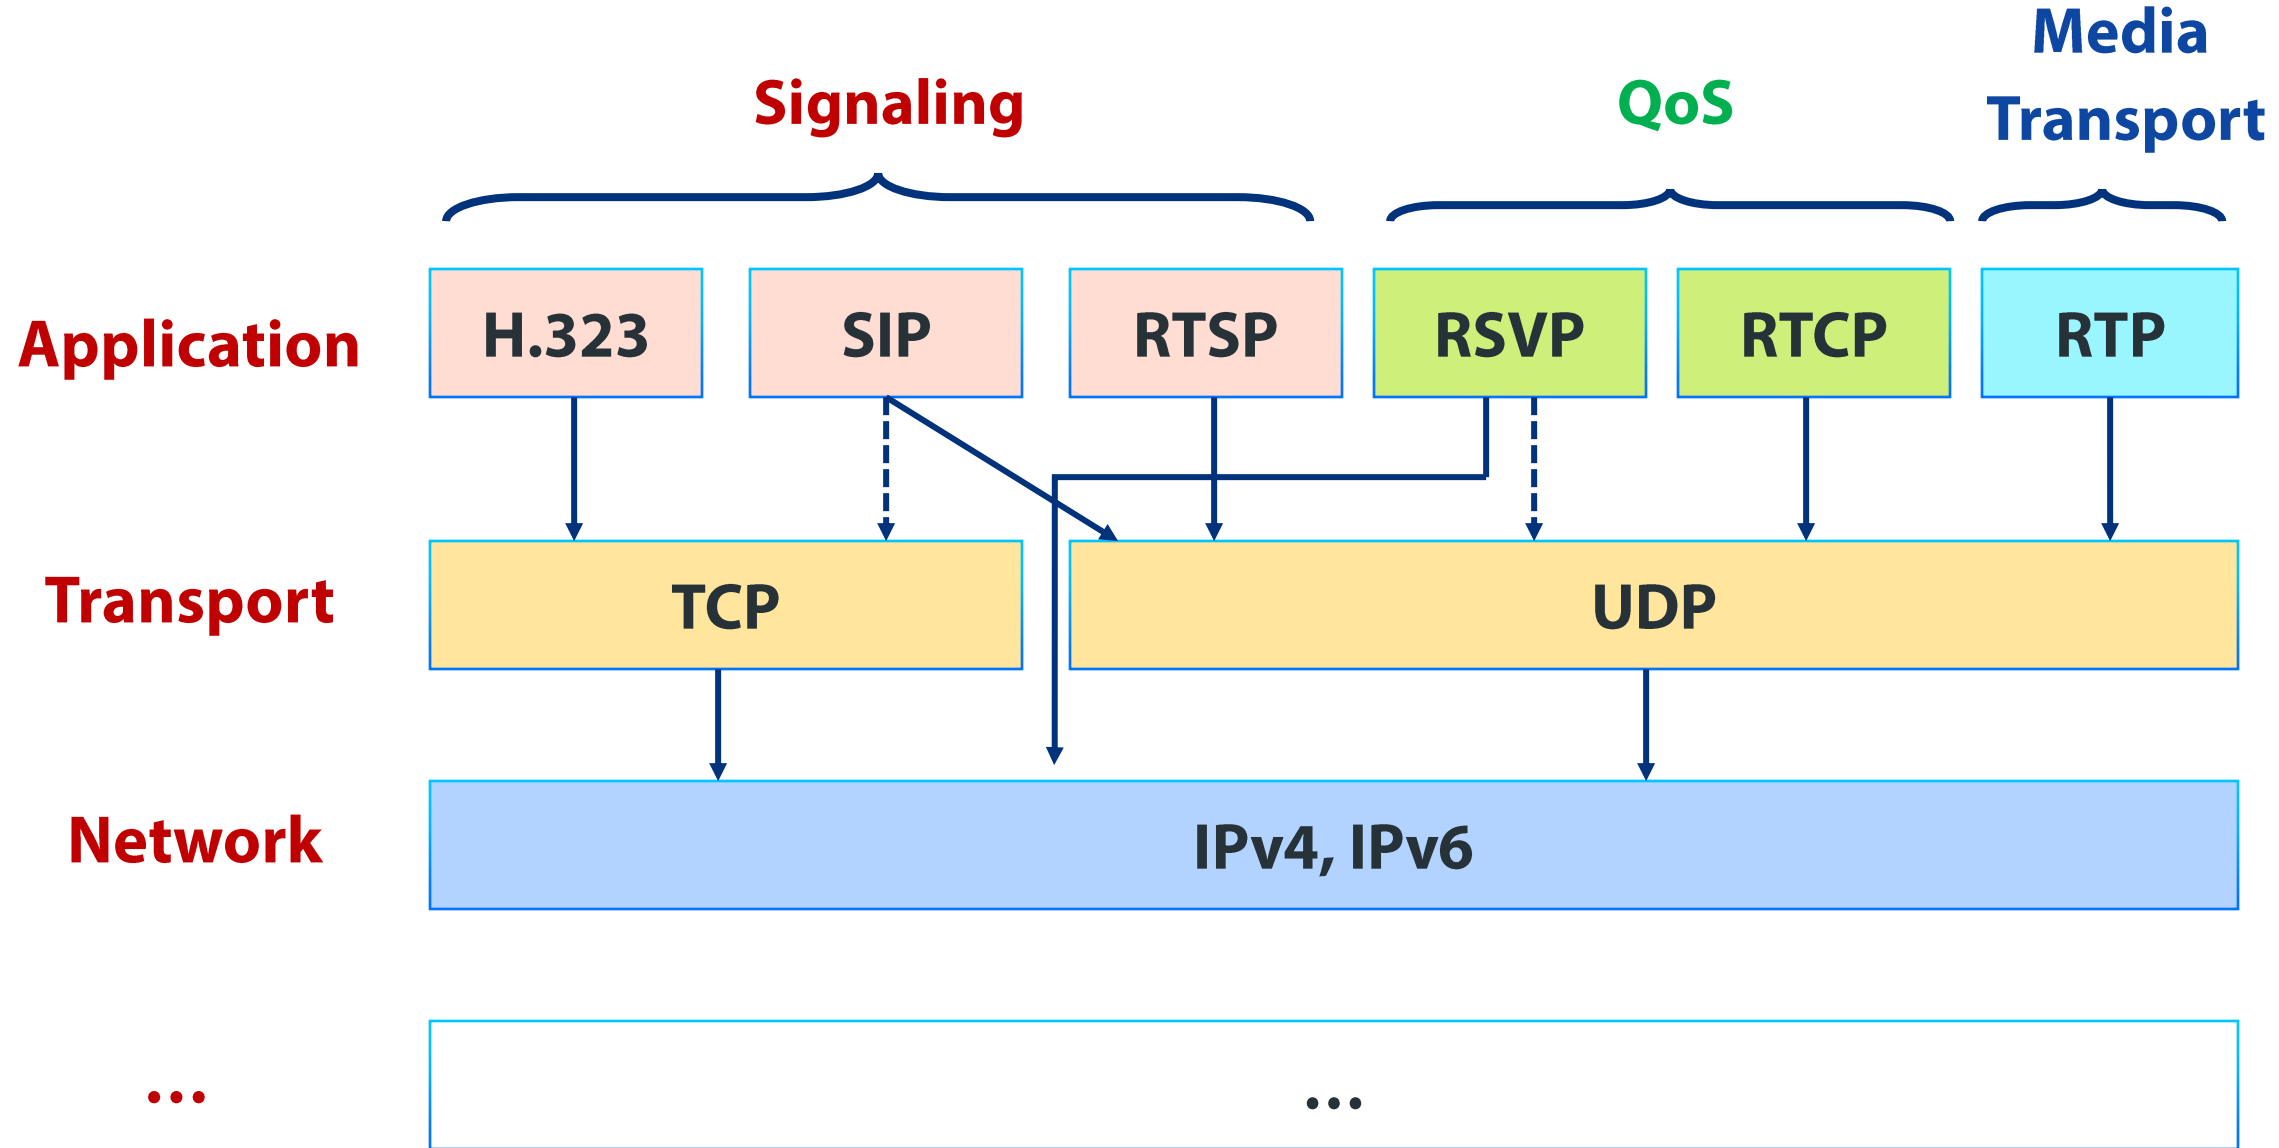 Media
Transport
Signaling
QoS
Application
H.323
SIP
RTSP
RSVP
RTCP
RTP
Transport
TCP
UDP
Network
IPv4, IPv6
...
...